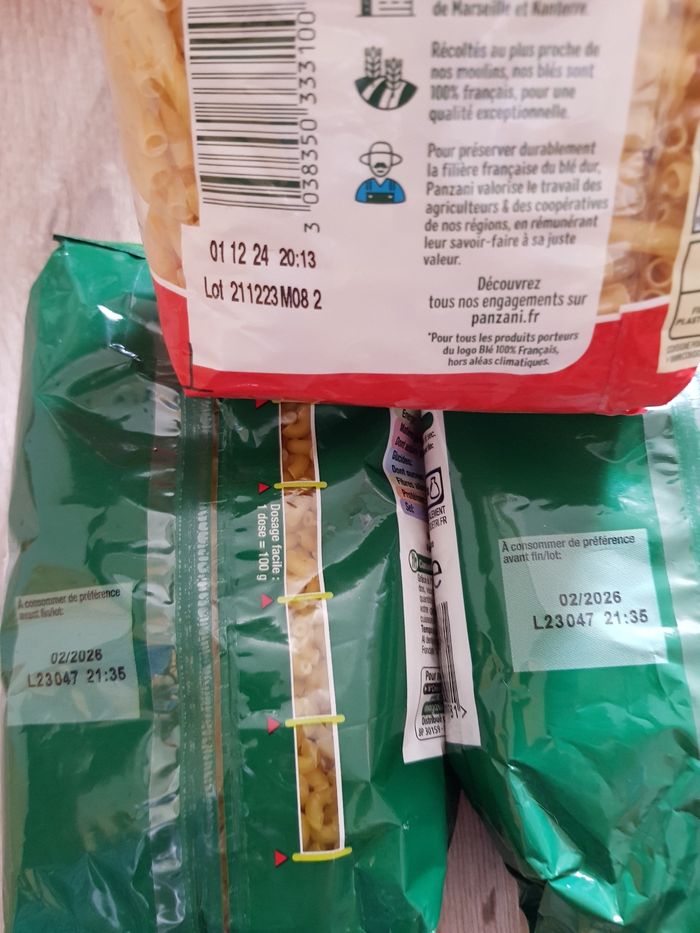 de Marseille et Nanterre.
Récoltés au plus proche de
nos moulins, nos blés sont
100% français, pour une
qualité exceptionnelle.
Pour préserver durablement
la filière française du blé dur,
Panzani valorise le travail des
agriculteurs & des coopératives
de nos régions, en rémunérant
leur savoir-faire à sa juste
valeur.
Découvrez
tous nos engagements sur
panzani.fr
*Pour tous les produits porteurs
du logo Blé 100% Français,
hors aléas climatiques.
3 038350 333100
01 12 24 20:13
Lot 211223M08 2
Dosage facile :
1 dose = 100 g
À consommer de préférence
avant fin/lot:
02/2026
L23047 21:35
À consommer de préférence
avant fin/lot:
02/2026
L23047 21:35